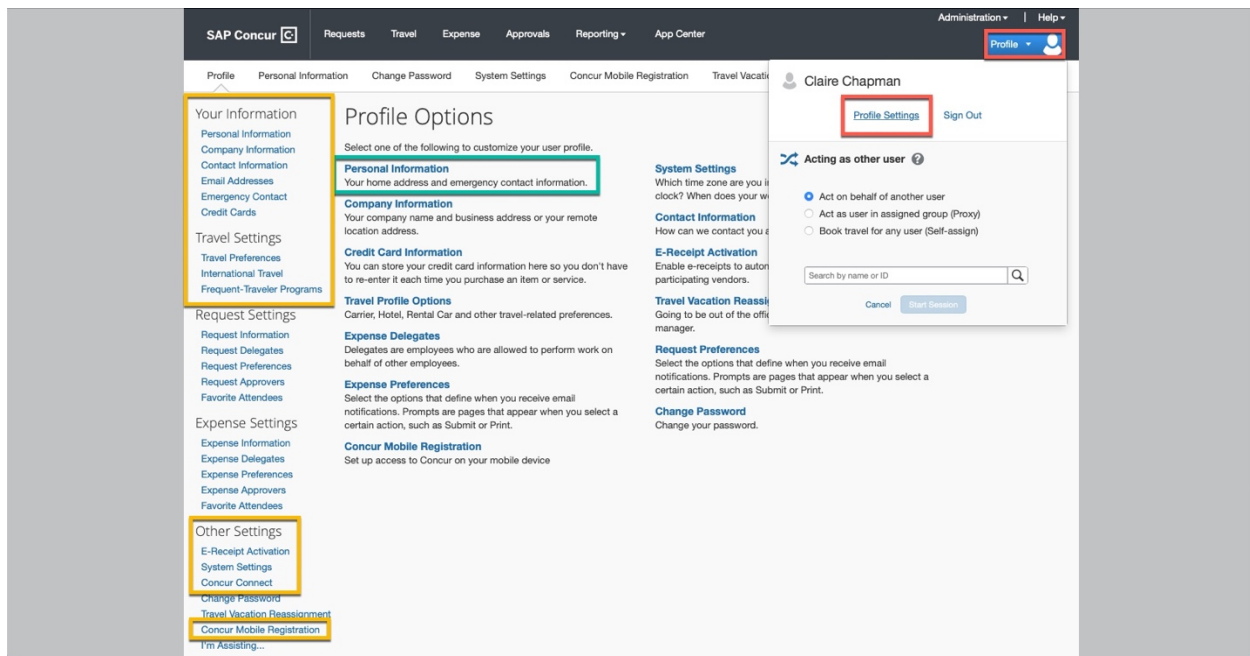 Administration | Help
SAP Concur C. Requests Travel Expense Approvals Reporting App Center
Profile
Profile Personal Information Change Password System Settings Concur Mobile Registration Travel
Claire Chapman
Profile Settings Sign Out
Acting as other user ?
Act on behalf of another user
Act as user in assigned group (Proxy)
Book travel for any user (Self-assign)
Search by name or ID
Cancel Start Session
Your Information
Personal Information
Company Information
Contact Information
Email Addresses
Emergency Contact
Credit Cards
Travel Settings
Travel Preferences
International Travel
Frequent-Traveler Programs
Request Settings
Request Information
Request Delegates
Request Preferences
Request Approvers
Favorite Attendees
Expense Settings
Expense Information
Expense Delegates
Expense Preferences
Expense Approvers
Favorite Attendees
Other Settings
E-Receipt Activation
System Settings
Concur Connect
Change Password
Travel Vacation Reassignment
Concur Mobile Registration
I'm Assisting...
Profile Options
Select one of the following to customize your user profile.
Personal Information
Your home address and emergency contact information.
Company Information
Your company name and business address or your remote
location address.
Credit Card Information
You can store your credit card information here so you don't have
to re-enter it each time you purchase an item or service.
Travel Profile Options
Carrier, Hotel, Rental Car and other travel-related preferences.
Expense Delegates
Delegates are employees who are allowed to perform work on
behalf of other employees.
Expense Preferences
Select the options that define when you receive email
notifications. Prompts are pages that appear when you select a
certain action, such as Submit or Print.
Concur Mobile Registration
Set up access to Concur on your mobile device
System Settings
Which time zone are you
clock? When does your
Contact Information
How can we contact you
E-Receipt Activation
Enable e-receipts to
participating vendors.
Travel Vacation
Going to be out of the
manager.
Request Preferences
Select the options that define when you receive email
notifications. Prompts are pages that appear when you select a
certain action, such as Submit or Print.
Change Password
Change your password.